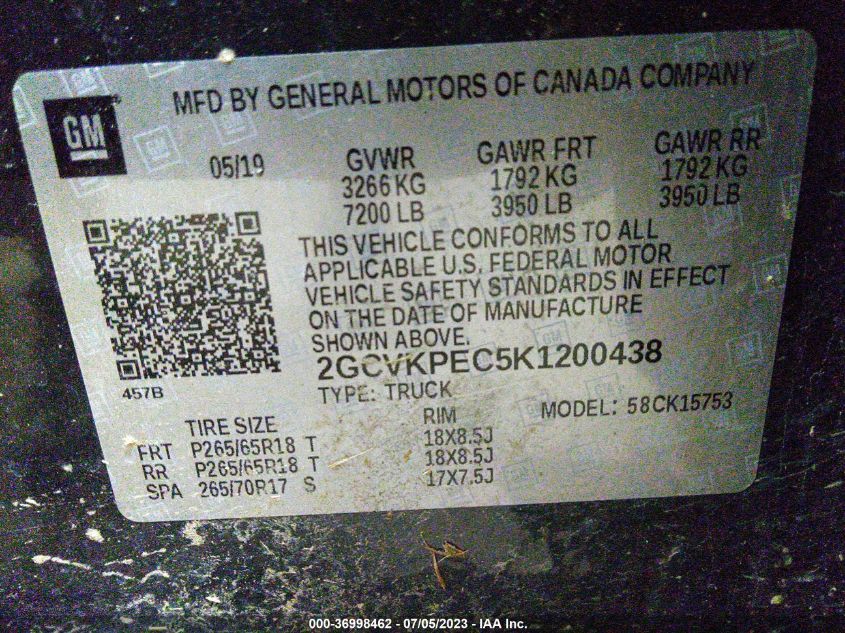 GM
MFD BY GENERAL MOTORS OF CANADA COMPANY
05/19
GVWR GAWR FRT GAWR RR
3266 KG 1792 KG 1792 KG
7200 LB 3950 LB 3950 LB
THIS VEHICLE CONFORMS TO ALL
APPLICABLE U.S. FEDERAL MOTOR
VEHICLE SAFETY STANDARDS IN EFFECT
ON THE DATE OF MANUFACTURE
SHOWN ABOVE.
2GCVKPEC5K1200438
457B
TYPE: TRUCK
MODEL: 58CK15753
TIRE SIZE RIM
FRT P265/65R18 T 18X8.5J
RR P265/65R18 T 18X8.5J
SPA 265/70R17 S 17X7.5J
000-36998462 - 07/05/2023 - IAA Inc.